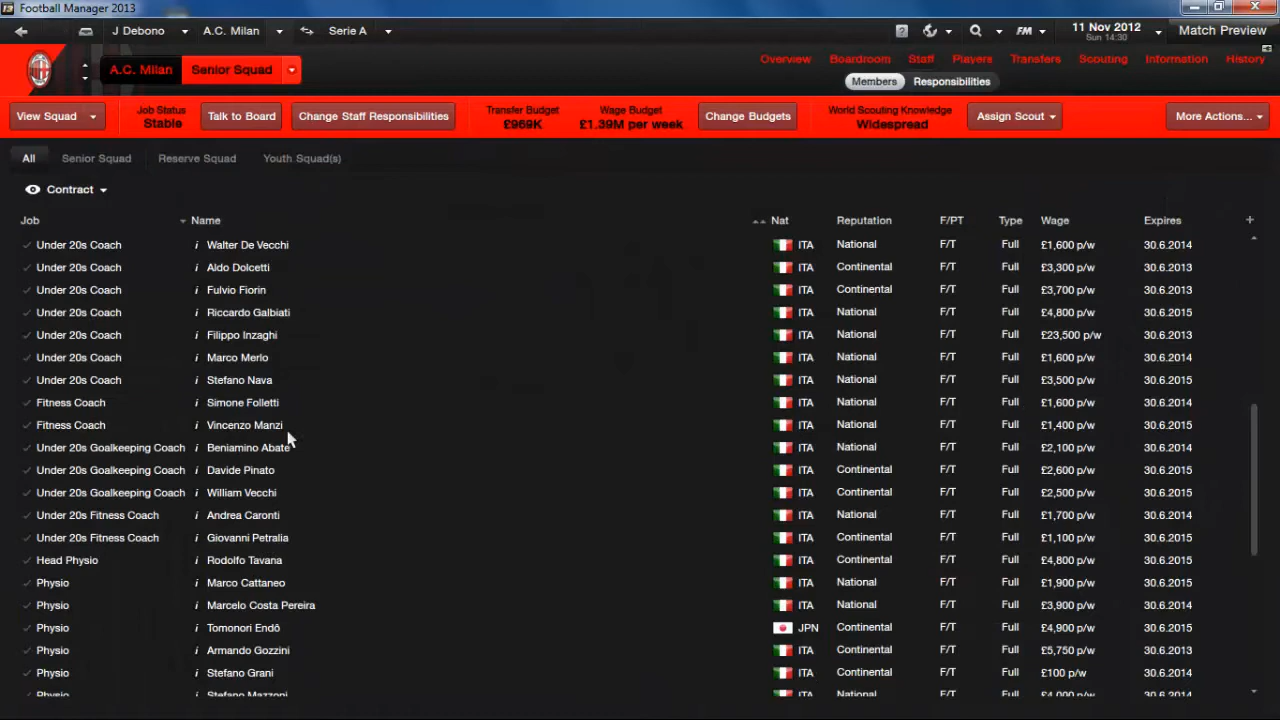 Football Manager 2013
J Debono A.C. Milan Serie A ? FM 11 Nov 2012 Sun 14:30 Match Preview
A.C. Milan Senior Squad Overview Boardroom Staff Players Transfers Scouting Information History
Members Responsibilities
View Squad Job Status Stable Talk to Board Change Staff Responsibilities Transfer Budget £969K Wage Budget £1.39M per week Change Budgets World Scouting Knowledge Widespread Assign Scout More Actions...
All Senior Squad Reserve Squad Youth Squad(s)
Contract
Job Name Nat Reputation F/PT Type Wage Expires +
Under 20s Coach i Walter De Vecchi ITA National F/T Full £1,600 p/w 30.6.2014
Under 20s Coach i Aldo Dolcetti ITA Continental F/T Full £3,300 p/w 30.6.2013
Under 20s Coach i Fulvio Fiorin ITA Continental F/T Full £3,700 p/w 30.6.2013
Under 20s Coach i Riccardo Galbiati ITA National F/T Full £4,800 p/w 30.6.2015
Under 20s Coach i Filippo Inzaghi ITA National F/T Full £23,500 p/w 30.6.2013
Under 20s Coach i Marco Merlo ITA National F/T Full £1,600 p/w 30.6.2014
Under 20s Coach i Stefano Nava ITA National F/T Full £3,500 p/w 30.6.2015
Fitness Coach i Simone Folletti ITA National F/T Full £1,600 p/w 30.6.2014
Fitness Coach i Vincenzo Manzi ITA National F/T Full £1,400 p/w 30.6.2015
Under 20s Goalkeeping Coach i Beniamino Abate ITA National F/T Full £2,100 p/w 30.6.2014
Under 20s Goalkeeping Coach i Davide Pinato ITA Continental F/T Full £2,600 p/w 30.6.2015
Under 20s Goalkeeping Coach i William Vecchi ITA Continental F/T Full £2,500 p/w 30.6.2015
Under 20s Fitness Coach i Andrea Caronti ITA National F/T Full £1,700 p/w 30.6.2014
Under 20s Fitness Coach i Giovanni Petralia ITA Continental F/T Full £1,100 p/w 30.6.2015
Head Physio i Rodolfo Tavana ITA Continental F/T Full £4,800 p/w 30.6.2015
Physio i Marco Cattaneo ITA National F/T Full £1,900 p/w 30.6.2014
Physio i Marcelo Costa Pereira ITA National F/T Full £3,900 p/w 30.6.2014
Physio i Tomonori Endō JPN Continental F/T Full £4,900 p/w 30.6.2015
Physio i Armando Gozzini ITA Continental F/T Full £5,750 p/w 30.6.2013
Physio i Stefano Grani ITA Continental F/T Full £100 p/w 30.6.2015
Physio i Stefano Mazzoni ITA National F/T Full £4,000 p/w 30.6.2014